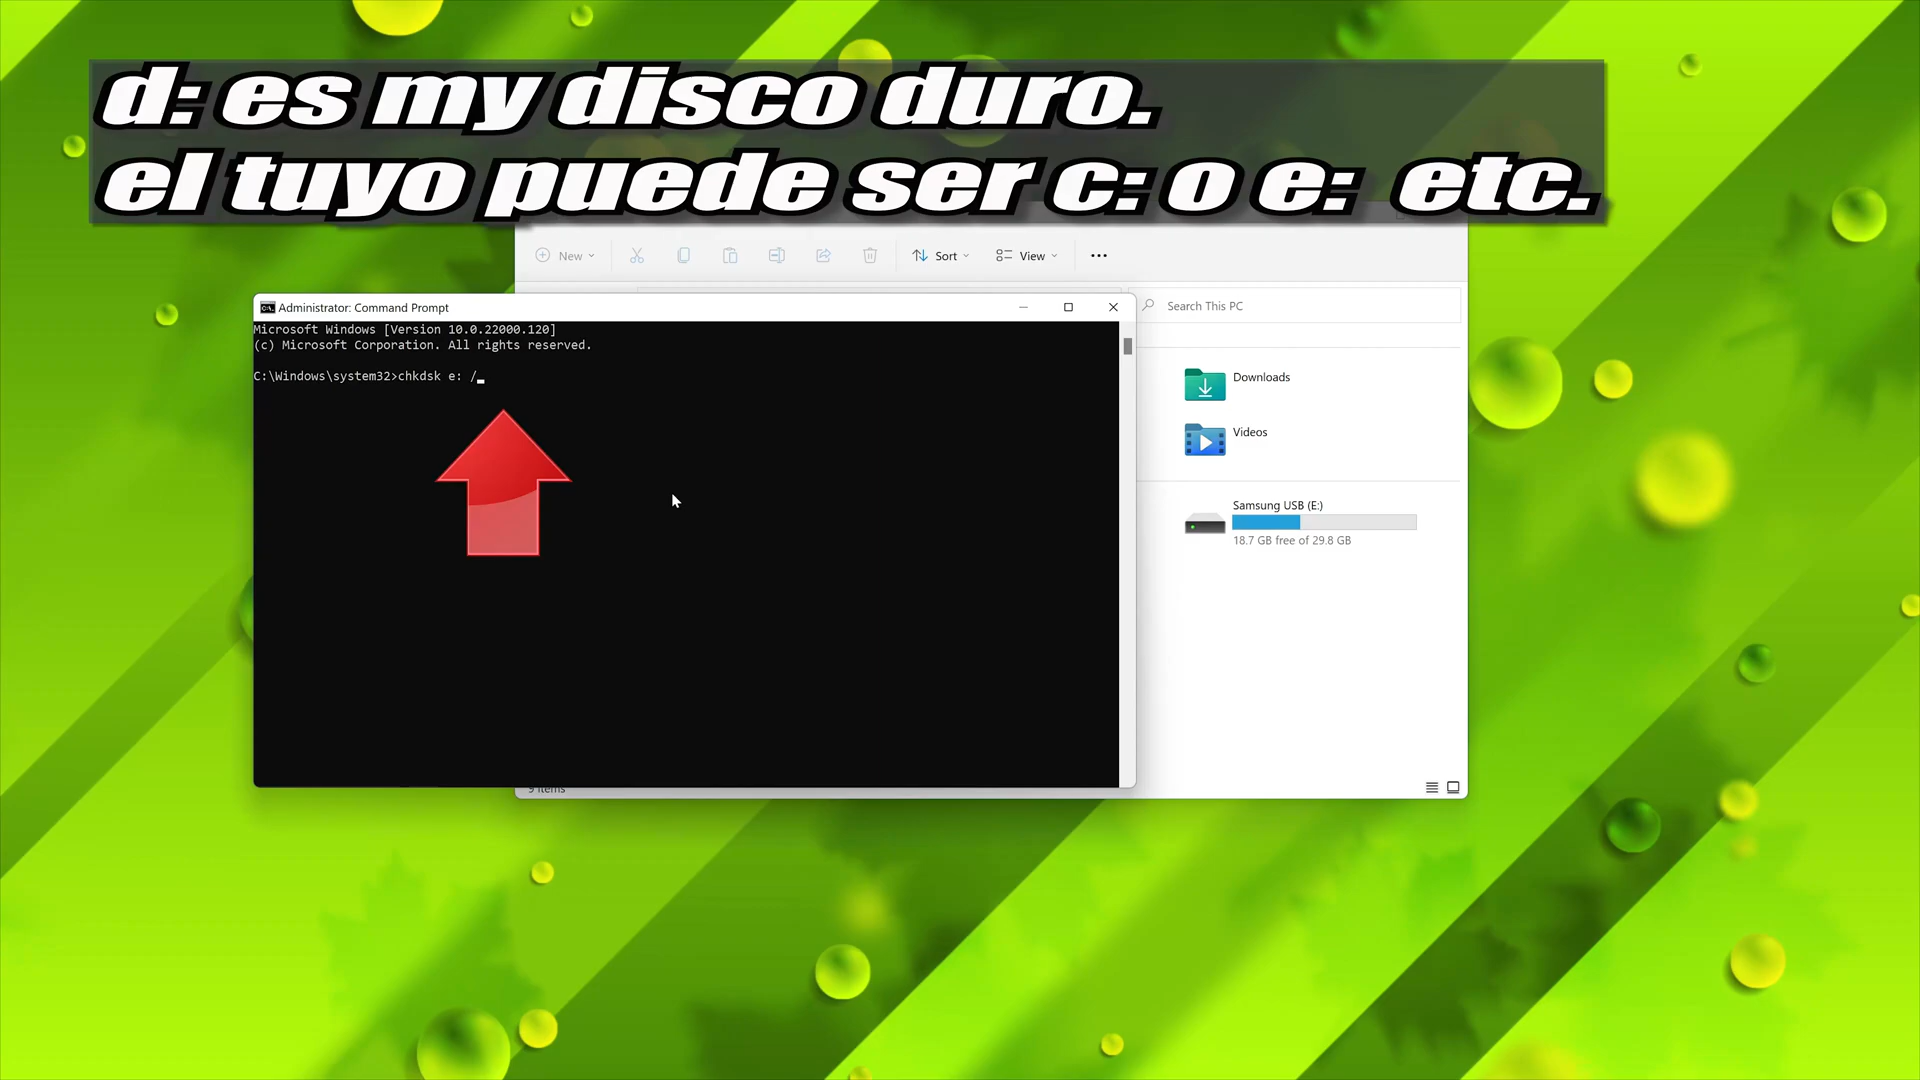 d: es my disco duro.
el tuyo puede ser c: o e: etc.
New
Sort
View
Administrator: Command Prompt
Search This PC
Microsoft Windows [Version 10.0.22000.120]
(c) Microsoft Corporation. All rights reserved.
C:\Windows\system32>chkdsk e: /
Downloads
Videos
Samsung USB (E:)
18.7 GB free of 29.8 GB
9 items